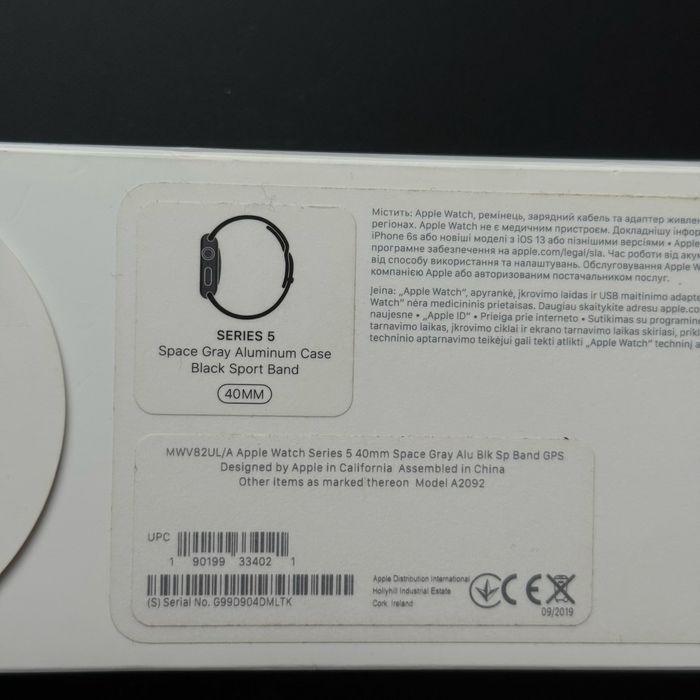 SERIES 5
Space Gray Aluminum Case
Black Sport Band
40MM
Містить: Apple Watch, ремінець, зарядний кабель та адаптер
регіонах. Apple Watch не є медичним пристроєм. Докладнішу
iPhone 6s або новіші моделі з iOS 13 або пізнішими версіями •
програмне забезпечення на apple.com/legal/sla. Час роботи від
від способу використання та налаштувань. Обслуговування Apple
компанією Apple або авторизованим постачальником послуг.
Įeina: „Apple Watch“, apyrankė, įkrovimo laidas ir USB maitinimo
Watch“ nėra medicininis prietaisas. Daugiau skaitykite adresu
naujesne • „Apple ID“ • Prieiga prie interneto • Sutikimas su
tarnavimo laikas, įkrovimo ciklai ir ekrano tarnavimo laikas skiriasi,
techninio aptarnavimo teikėjui gali tekti atlikti „Apple Watch“ techninį
MWV82UL/A Apple Watch Series 5 40mm Space Gray Alu Blk Sp Band GPS
Designed by Apple in California Assembled in China
Other items as marked thereon Model A2092
UPC
1 90199 33402 1
(S) Serial No. G99D904DMLTK
Apple Distribution International
Hollyhill Industrial Estate
Cork, Ireland
CE
09/2019